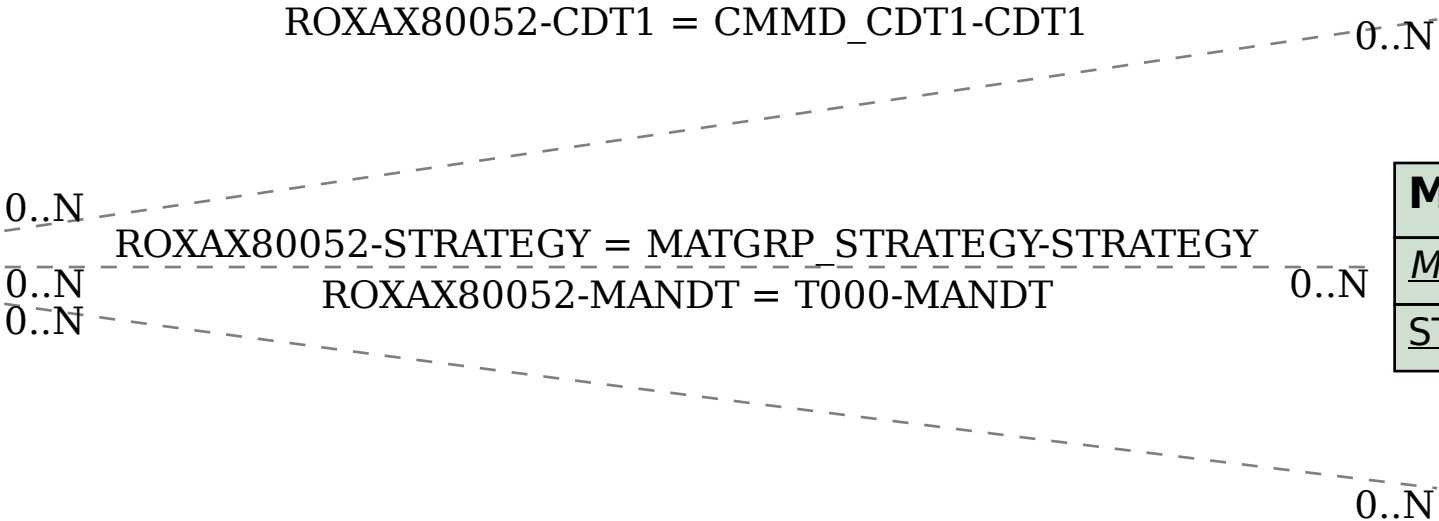 ROXAX80052-CDT1 = CMMD_CDT1-CDT1
0..N
0..N
ROXAX80052-STRATEGY = MATGRP_STRATEGY-STRATEGY
0..N
0..N
ROXAX80052-MANDT = T000-MANDT
0..N
0..N